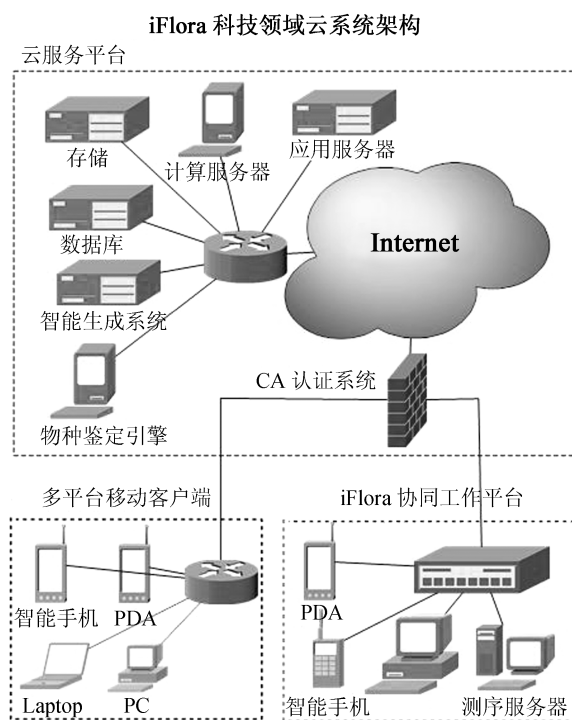 iFlora 科技领域云系统架构
云服务平台
存储
计算服务器
应用服务器
数据库
Internet
智能生成系统
CA 认证系统
物种鉴定引擎
多平台移动客户端
iFlora 协同工作平台
智能手机
PDA
PDA
Laptop
PC
智能手机
测序服务器